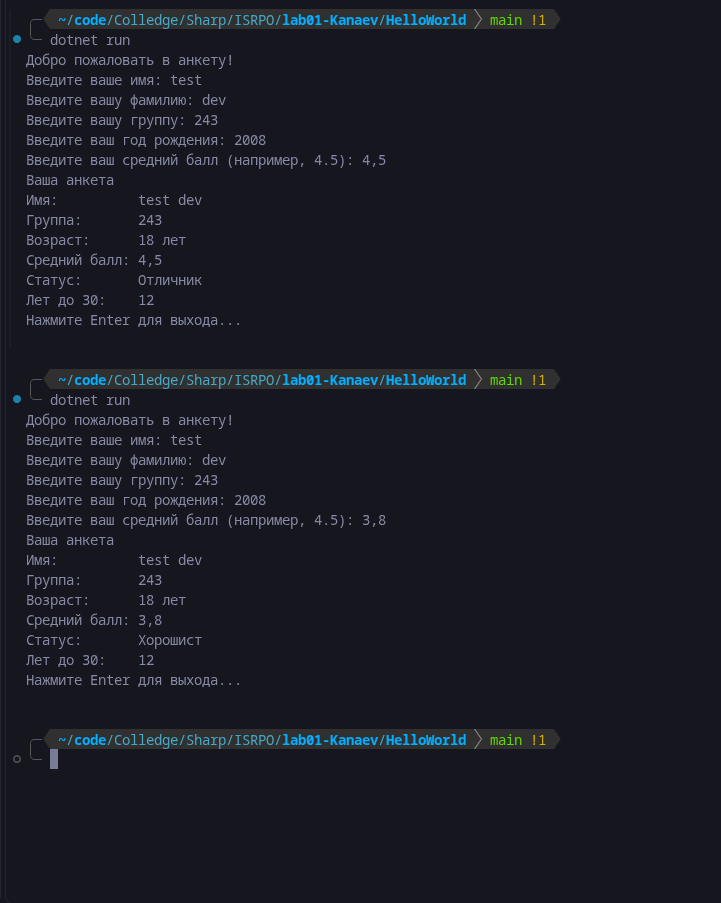 ~/code/Colledge/Sharp/ISRPO/lab01-Kanaev/HelloWorld main !1
dotnet run
Добро пожаловать в анкету!
Введите ваше имя: test
Введите вашу фамилию: dev
Введите вашу группу: 243
Введите ваш год рождения: 2008
Введите ваш средний балл (например, 4.5): 4,5
Ваша анкета
Имя:          test dev
Группа:       243
Возраст:      18 лет
Средний балл: 4,5
Статус:       Отличник
Лет до 30:    12
Нажмите Enter для выхода...
~/code/Colledge/Sharp/ISRPO/lab01-Kanaev/HelloWorld main !1
dotnet run
Добро пожаловать в анкету!
Введите ваше имя: test
Введите вашу фамилию: dev
Введите вашу группу: 243
Введите ваш год рождения: 2008
Введите ваш средний балл (например, 4.5): 3,8
Ваша анкета
Имя:          test dev
Группа:       243
Возраст:      18 лет
Средний балл: 3,8
Статус:       Хорошист
Лет до 30:    12
Нажмите Enter для выхода...
~/code/Colledge/Sharp/ISRPO/lab01-Kanaev/HelloWorld main !1